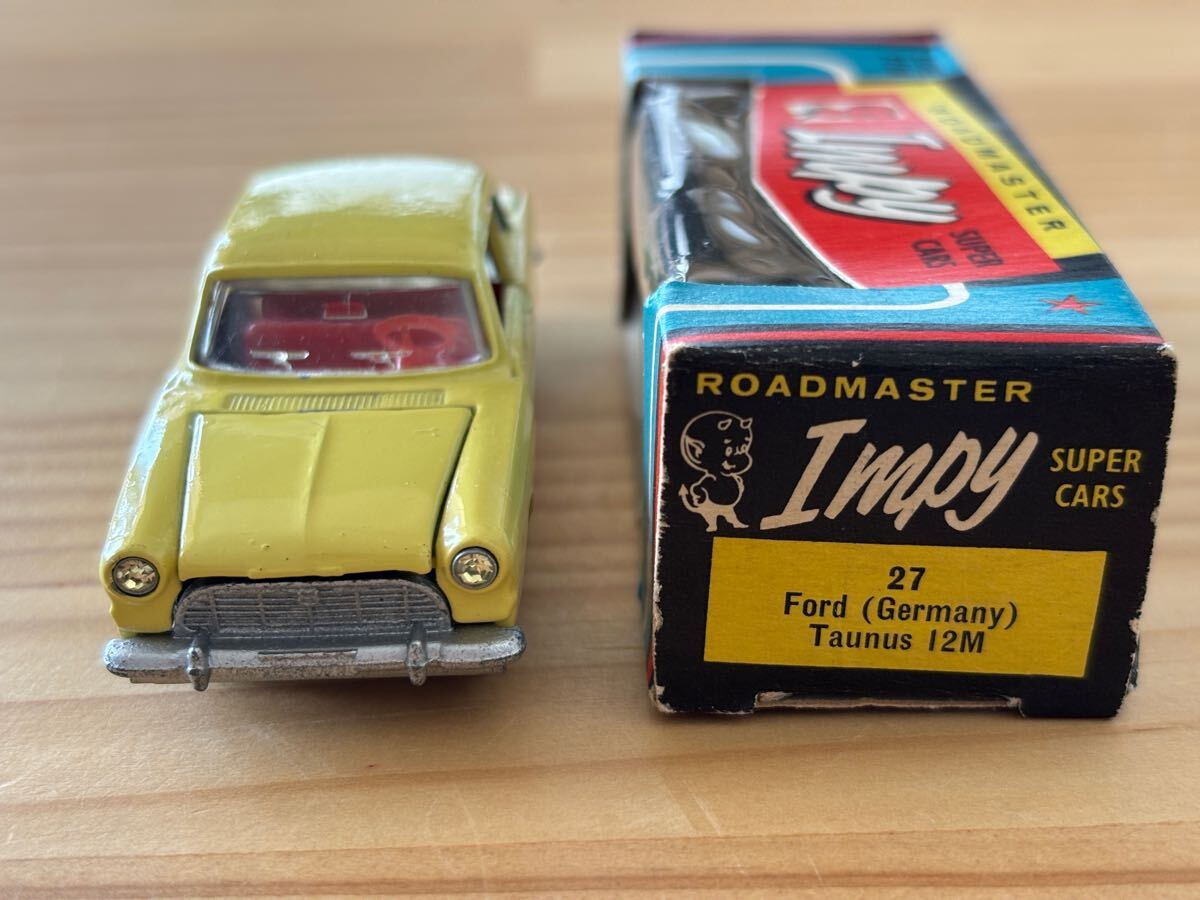 ROADMASTER
Impy
SUPER
CARS
ROADMASTER
Impy SUPER
CARS
27
Ford (Germany)
Taunus 12M